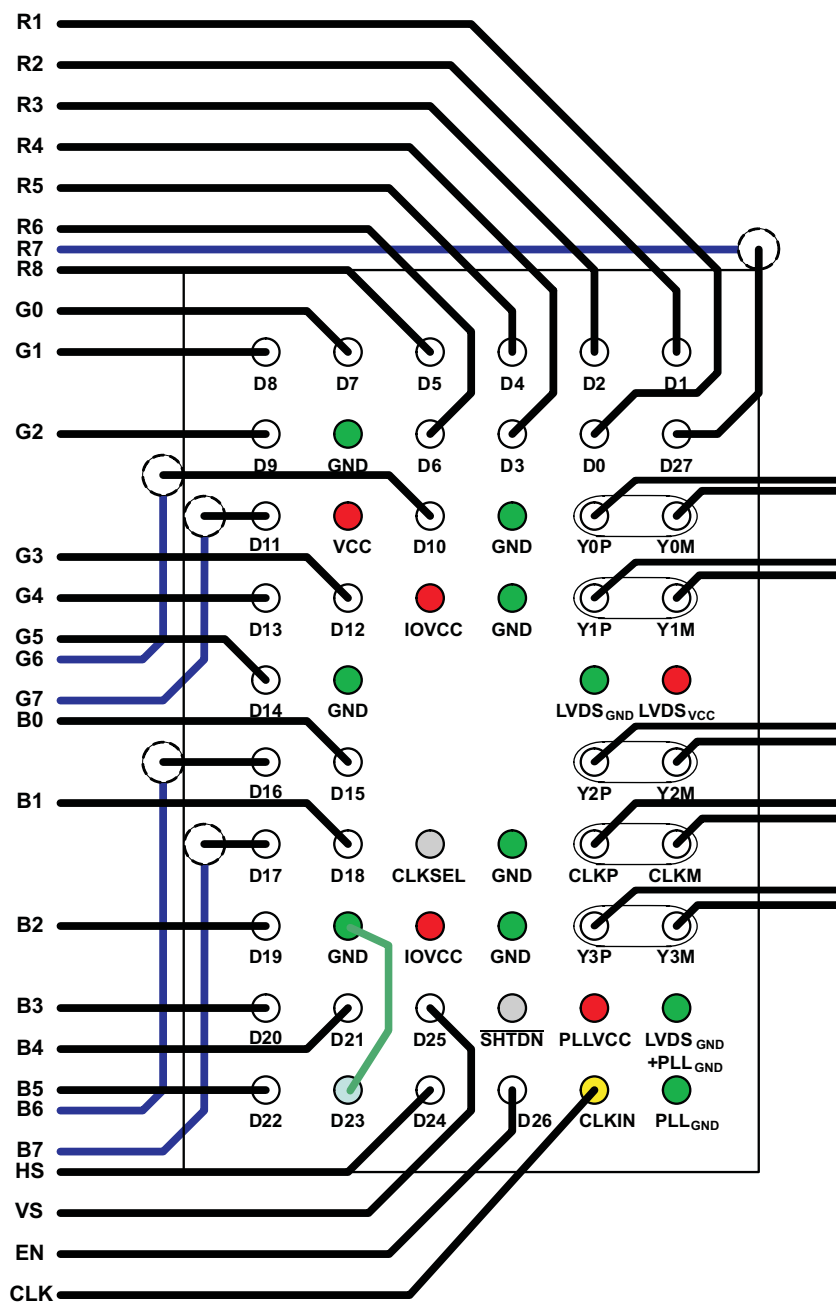 R1
R2
R3
R4
R5
R6
R7
R8
G0
G1
D8 D7 D5 D4 D2 D1
G2
D9 GND D6 D3 D0 D27
D11 VCC D10 GND Y0P Y0M
G3
G4
D13 D12 IOVCC GND Y1P Y1M
G5
G6
G7
D14 GND LVDSGND LVDSVCC
B0
D16 D15 Y2P Y2M
B1
D17 D18 CLKSEL GND CLKP CLKM
B2
D19 GND IOVCC GND Y3P Y3M
B3
D20 D21 D25 SHTDN PLLVCC LVDSGND
+PLLGND
B4
B5
B6
D22 D23 D24 D26 CLKIN PLLGND
B7
HS
VS
EN
CLK